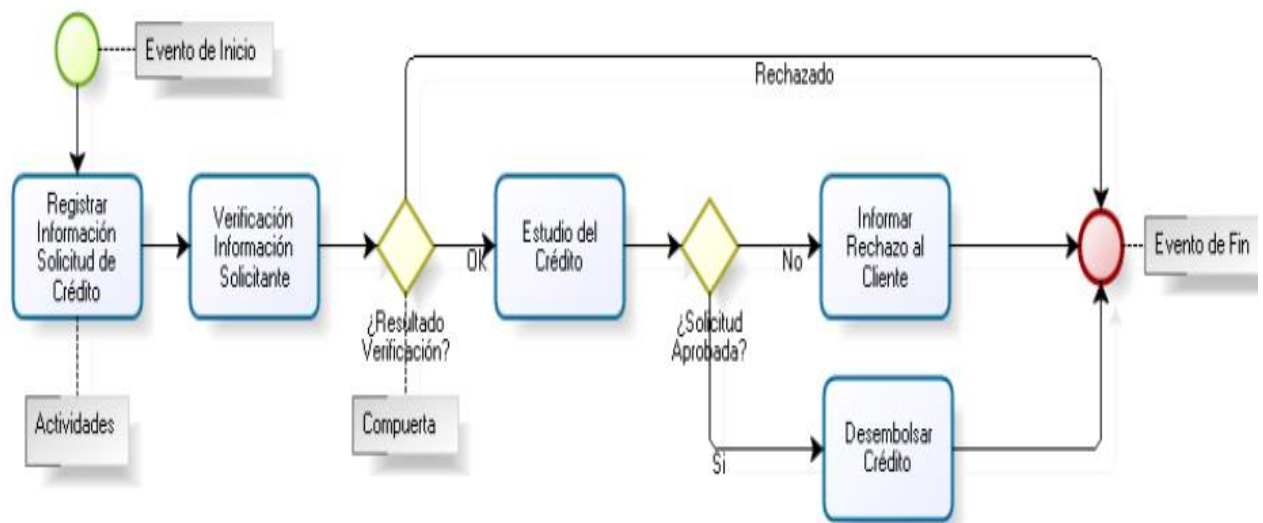 Evento de Inicio
Rechazado
Registrar
Información
Solicitud de
Crédito
Verificación
Información
Solicitante
OK
Estudio del
Crédito
No
Informar
Rechazo al
Cliente
Evento de Fin
¿Resultado
Verificación?
¿Solicitud
Aprobada?
Actividades
Compuerta
Si
Desembolsar
Crédito